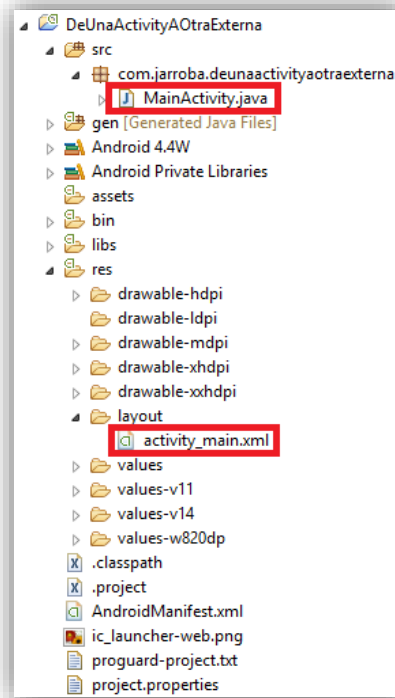 DeUnaActivityAOtraExterna
src
com.jarroba.deunaactivityaotraexterna
MainActivity.java
gen [Generated Java Files]
Android 4.4W
Android Private Libraries
assets
bin
libs
res
drawable-hdpi
drawable-ldpi
drawable-mdpi
drawable-xhdpi
drawable-xxhdpi
layout
activity_main.xml
values
values-v11
values-v14
values-w820dp
.classpath
.project
AndroidManifest.xml
ic_launcher-web.png
proguard-project.txt
project.properties